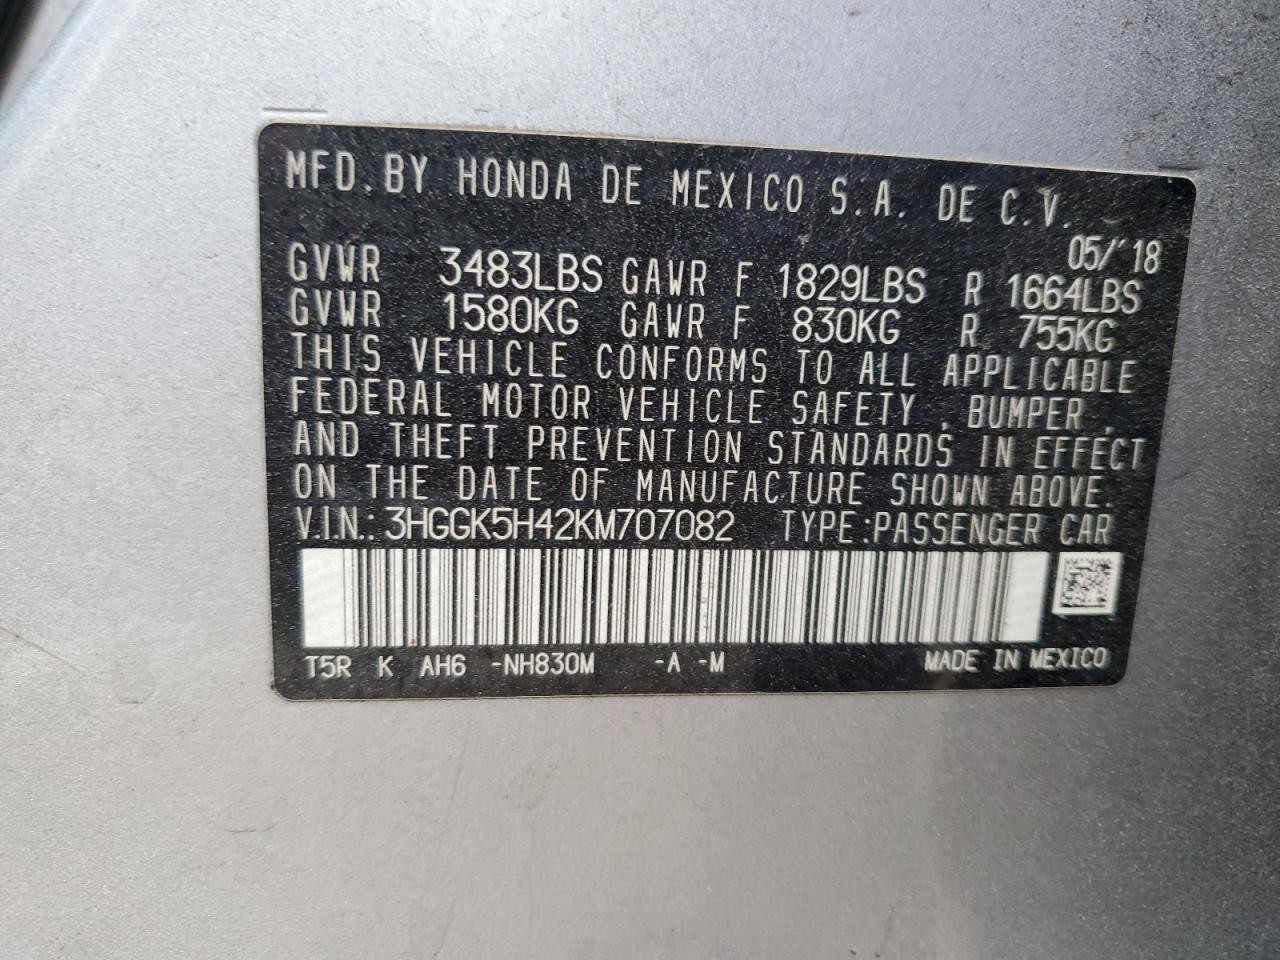 MFD.BY HONDA DE MEXICO S.A. DE C.V.
05/'18
GVWR 3483LBS GAWR F 1829LBS R 1664LBS
GVWR 1580KG GAWR F 830KG R 755KG
THIS VEHICLE CONFORMS TO ALL APPLICABLE
FEDERAL MOTOR VEHICLE SAFETY , BUMPER ,
AND THEFT PREVENTION STANDARDS IN EFFECT
ON THE DATE OF MANUFACTURE SHOWN ABOVE.
V.I.N.: 3HGGK5H42KM707082 TYPE:PASSENGER CAR
T5R K AH6 -NH830M -A -M MADE IN MEXICO